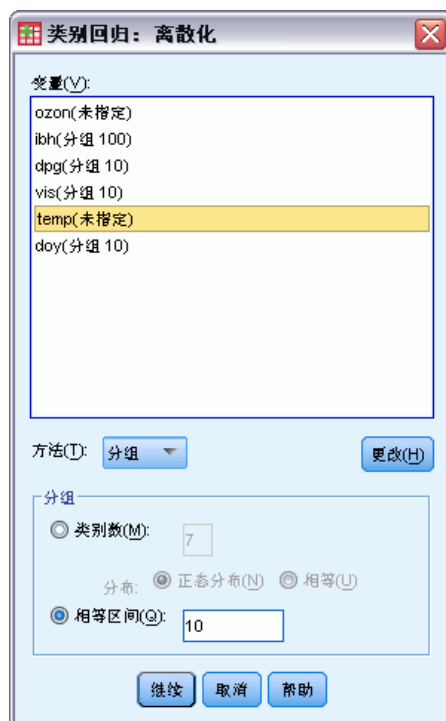 类别回归：离散化
变量(V):
ozon(未指定)
ibh(分组 100)
dpg(分组 10)
vis(分组 10)
temp(未指定)
doy(分组 10)
方法(T): 分组 更改(H)
分组
类别数(M): 7
分布: 正态分布(N) 相等(U)
相等区间(Q): 10
继续 取消 帮助